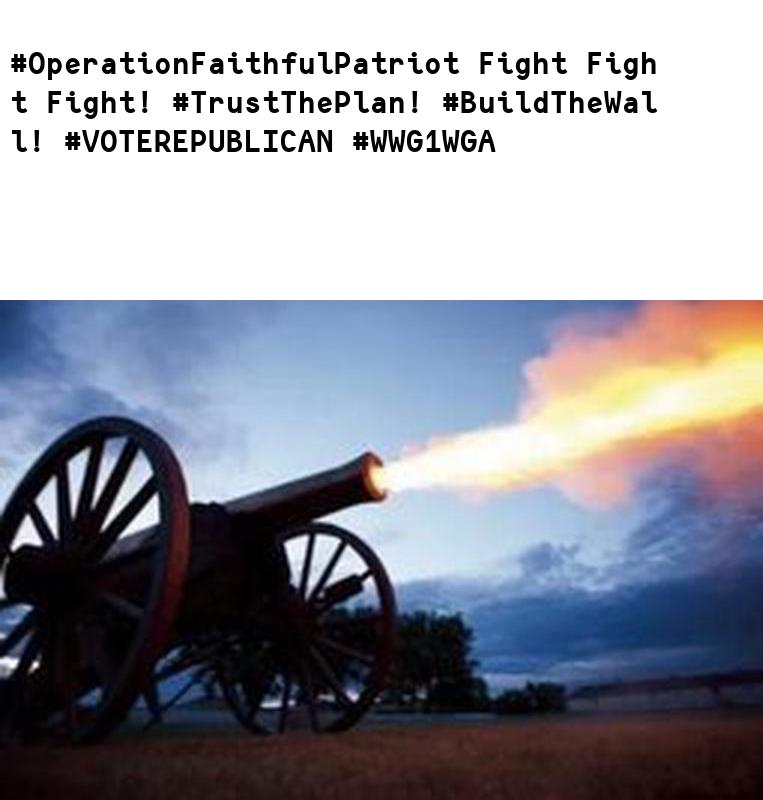 #OperationFaithfulPatriot Fight Figh
t Fight! #TrustThePlan! #BuildTheWal
l! #VOTEREPUBLICAN #WWG1WGA